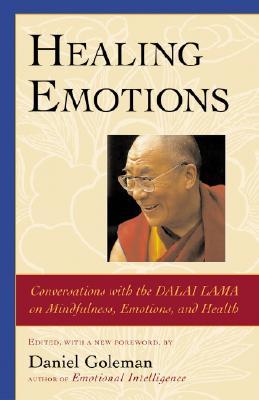 HEALING
EMOTIONS
Conversations with the DALAI LAMA
on Mindfulness, Emotions, and Health
EDITED, WITH A NEW FOREWORD, BY
Daniel Goleman
AUTHOR OF Emotional Intelligence